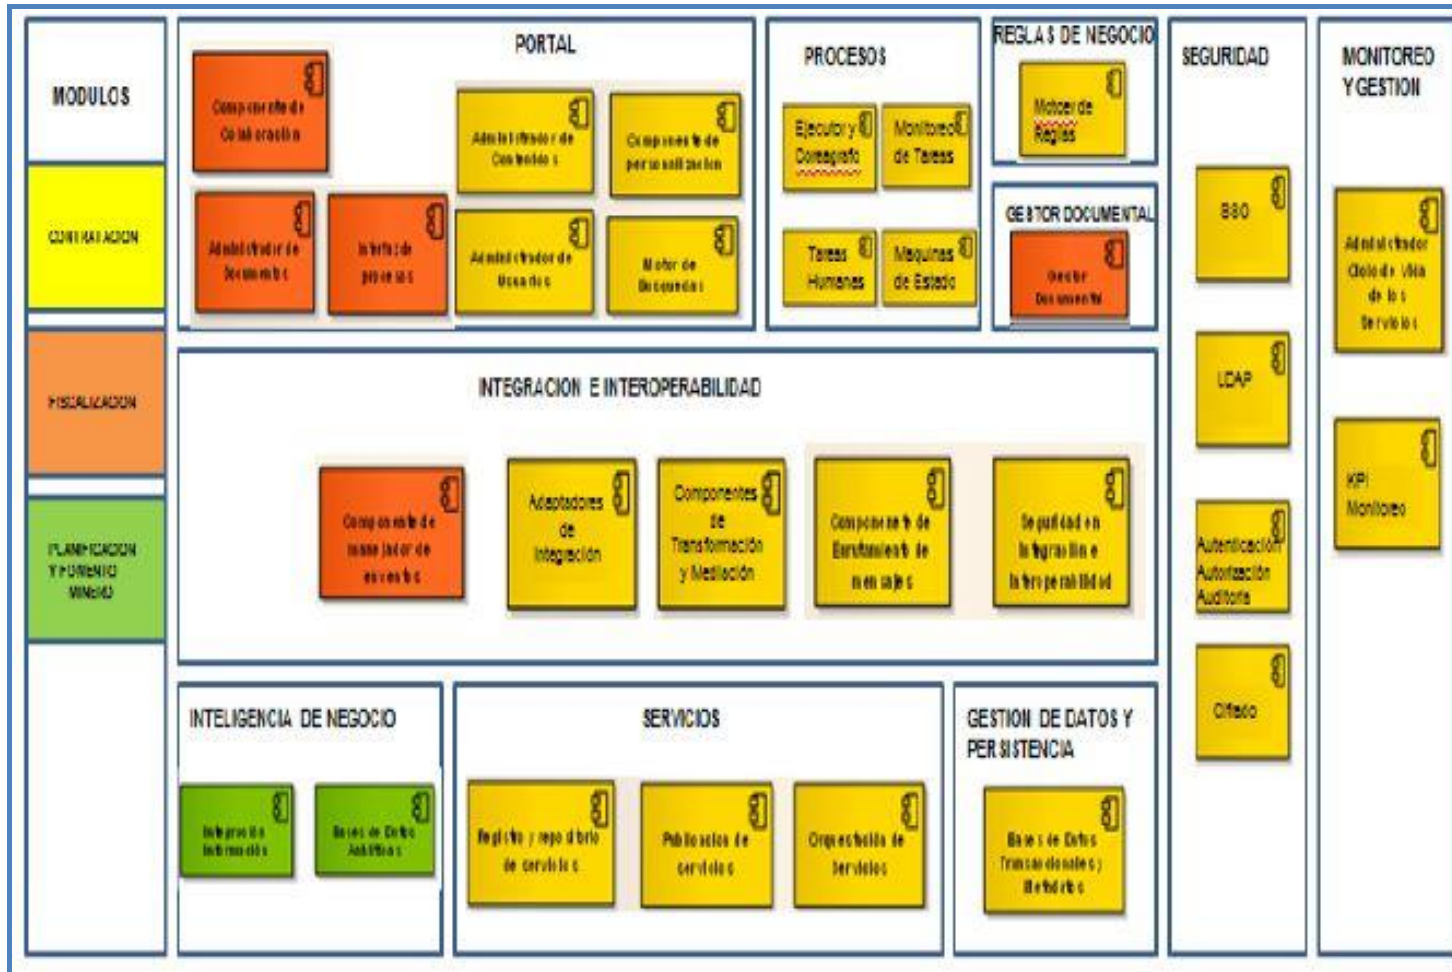 MODULOS
CONTRATACION
FISCALIZACION
PLANIFICACION
Y FOMENTO
MINERO
PORTAL
Componente de
Colaboración
Administrador de
Documentos
Interfaz de
procesos
Administrador de
Contenidos
Componente de
personalización
Administrador de
Usuarios
Motor de
Busquedas
PROCESOS
Ejecutor y
Coreagrafo
Monitoreo
de Tareas
Tareas
Humanas
Maquinas
de Estado
REGLAS DE NEGOCIO
Motoer de
Reglas
GESTOR DOCUMENTAL
Gestor
Documental
INTEGRACION E INTEROPERABILIDAD
Componente de
manejador de
eventos
Adaptadores
de
Integración
Componentes
de
Transformación
y Mediación
Componente de
Enrutamiento de
mensajes
Seguridad en
Integración e
Interoperabilidad
INTELIGENCIA DE NEGOCIO
Integración
Información
Bases de Datos
Analíticas
SERVICIOS
Registro y repositorio
de servicios
Publicacion de
servicios
Orquestación de
Servicios
GESTION DE DATOS Y
PERSISTENCIA
Bases de Datos
Transaccionales y
Metadatos
SEGURIDAD
SSO
LDAP
Autenticación
Autorización
Auditoria
Cifrado
MONITOREO
Y GESTION
Administrador
Ciclo de Vida
de los
Servicios
KPI
Monitoreo